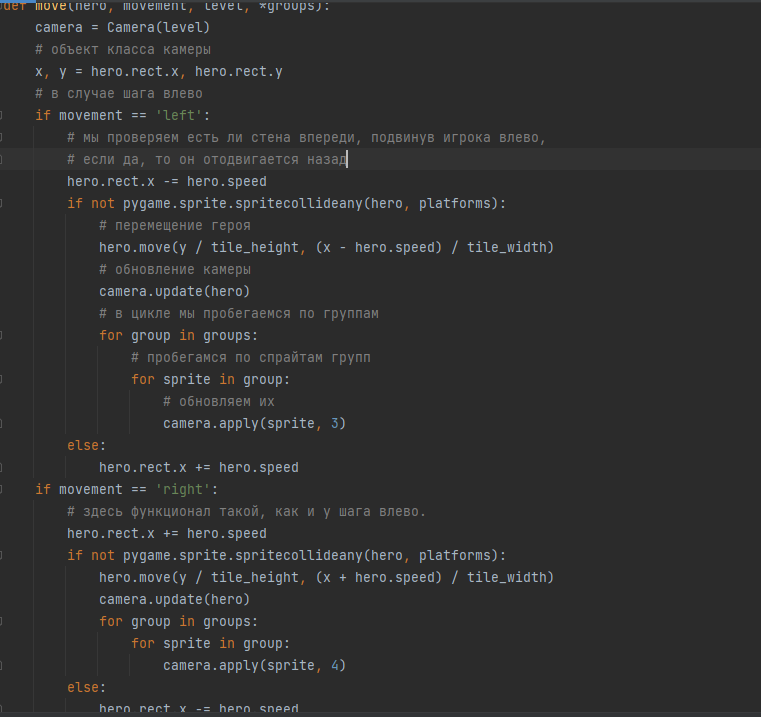 def move(hero, movement, level, *groups):
    camera = Camera(level)
    # объект класса камеры
    x, y = hero.rect.x, hero.rect.y
    # в случае шага влево
    if movement == 'left':
        # мы проверяем есть ли стена впереди, подвинув игрока влево,
        # если да, то он отодвигается назад
        hero.rect.x -= hero.speed
        if not pygame.sprite.spritecollideany(hero, platforms):
            # перемещение героя
            hero.move(y / tile_height, (x - hero.speed) / tile_width)
            # обновление камеры
            camera.update(hero)
            # в цикле мы пробегаемся по группам
            for group in groups:
                # пробегамся по спрайтам групп
                for sprite in group:
                    # обновляем их
                    camera.apply(sprite, 3)
        else:
            hero.rect.x += hero.speed
    if movement == 'right':
        # здесь функционал такой, как и у шага влево.
        hero.rect.x += hero.speed
        if not pygame.sprite.spritecollideany(hero, platforms):
            hero.move(y / tile_height, (x + hero.speed) / tile_width)
            camera.update(hero)
            for group in groups:
                for sprite in group:
                    camera.apply(sprite, 4)
        else:
            hero.rect.x -= hero.speed